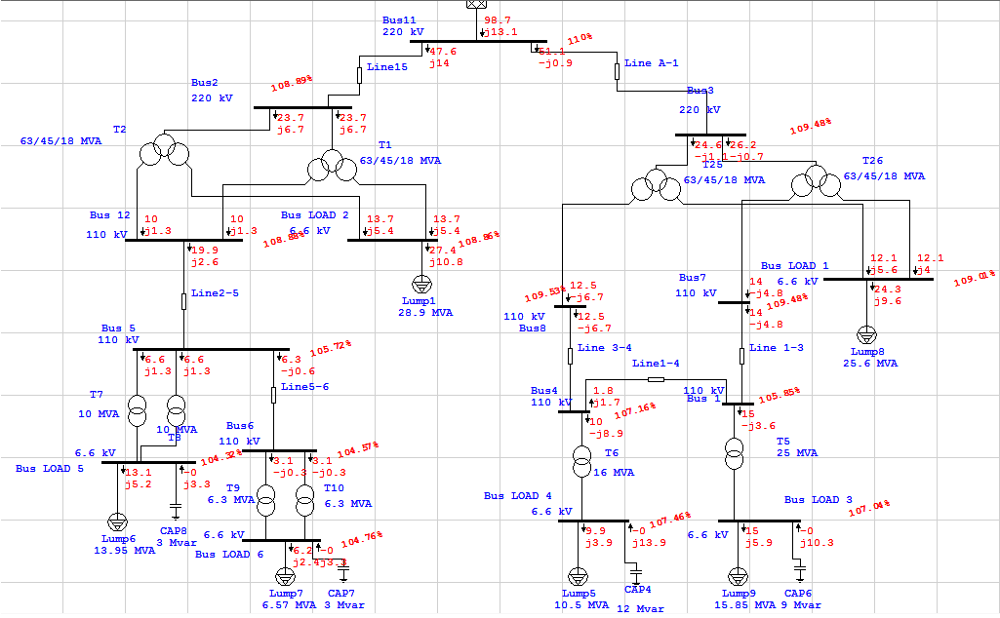 Bus11
220 kV
98.7
j13.1
110%
47.6
j14
51.1
-j0.9
Line15
Line A-1
Bus2
220 kV
108.89%
23.7
j6.7
23.7
j6.7
Bus3
220 kV
109.48%
24.6
-j1.1
26.2
-j0.7
T2
63/45/18 MVA
T1
63/45/18 MVA
T25
63/45/18 MVA
T26
63/45/18 MVA
Bus 12
110 kV
10
j1.3
10
j1.3
108.83%
19.9
j2.6
Bus LOAD 2
6.6 kV
13.7
j5.4
13.7
j5.4
108.86%
27.4
j10.8
Lump1
28.9 MVA
Line2-5
Bus 5
110 kV
105.72%
6.6
j1.3
6.6
j1.3
6.3
-j0.6
Line5-6
T7
10 MVA
10 MVA
T8
6.6 kV
Bus LOAD 5
104.32%
13.1
j5.2
-0
j3.3
Lump6
13.95 MVA
CAP8
3 Mvar
Bus6
110 kV
104.57%
3.1
-j0.3
3.1
-j0.3
T9
6.3 MVA
T10
6.3 MVA
6.6 kV
Bus LOAD 6
104.76%
6.2
j2.4
-0
j3.3
Lump7
6.57 MVA
CAP7
3 Mvar
109.53%
12.5
-j6.7
110 kV
Bus8
12.5
-j6.7
Line 3-4
Bus7
110 kV
14
-j4.8
109.48%
14
-j4.8
Line 1-3
Bus LOAD 1
6.6 kV
12.1
j5.6
12.1
j4
109.01%
24.3
j9.6
Lump8
25.6 MVA
Line1-4
Bus4
110 kV
1.8
j1.7
107.16%
10
-j8.9
110 kV
Bus 1
105.85%
15
-j3.6
T6
16 MVA
T5
25 MVA
Bus LOAD 4
6.6 kV
107.46%
9.9
j3.9
-0
j13.9
Lump5
10.5 MVA
CAP4
12 Mvar
Bus LOAD 3
6.6 kV
107.04%
15
j5.9
-0
j10.3
Lump9
15.85 MVA
CAP6
9 Mvar